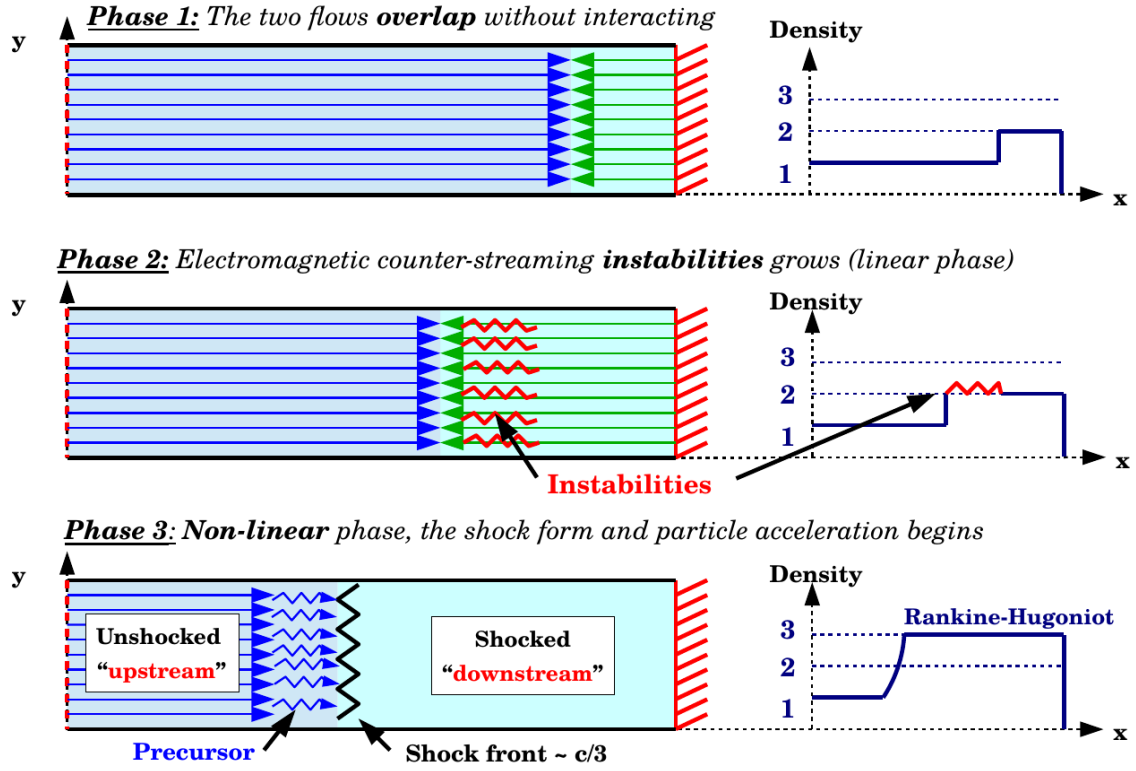 Phase 1: The two flows overlap without interacting
y
Density
3
2
1
x
Phase 2: Electromagnetic counter-streaming instabilities grows (linear phase)
y
Density
3
2
1
x
Instabilities
Phase 3: Non-linear phase, the shock form and particle acceleration begins
y
Density
Unshocked
“upstream”
Shocked
“downstream”
3
Rankine-Hugoniot
2
1
x
Precursor
Shock front ~ c/3